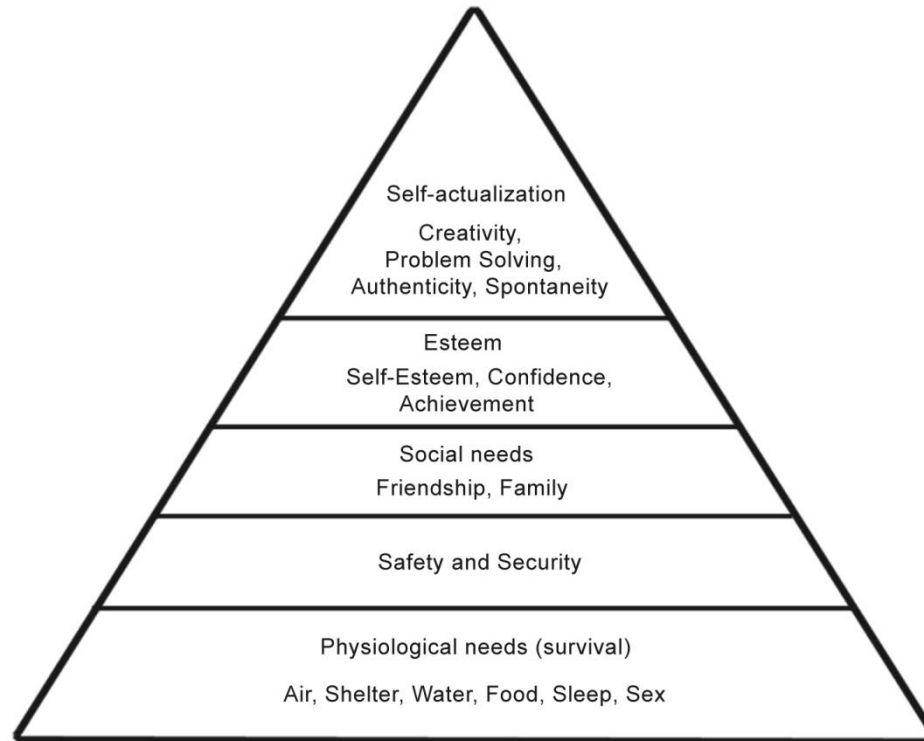 Self-actualization
Creativity,
Problem Solving,
Authenticity, Spontaneity
Esteem
Self-Esteem, Confidence,
Achievement
Social needs
Friendship, Family
Safety and Security
Physiological needs (survival)
Air, Shelter, Water, Food, Sleep, Sex